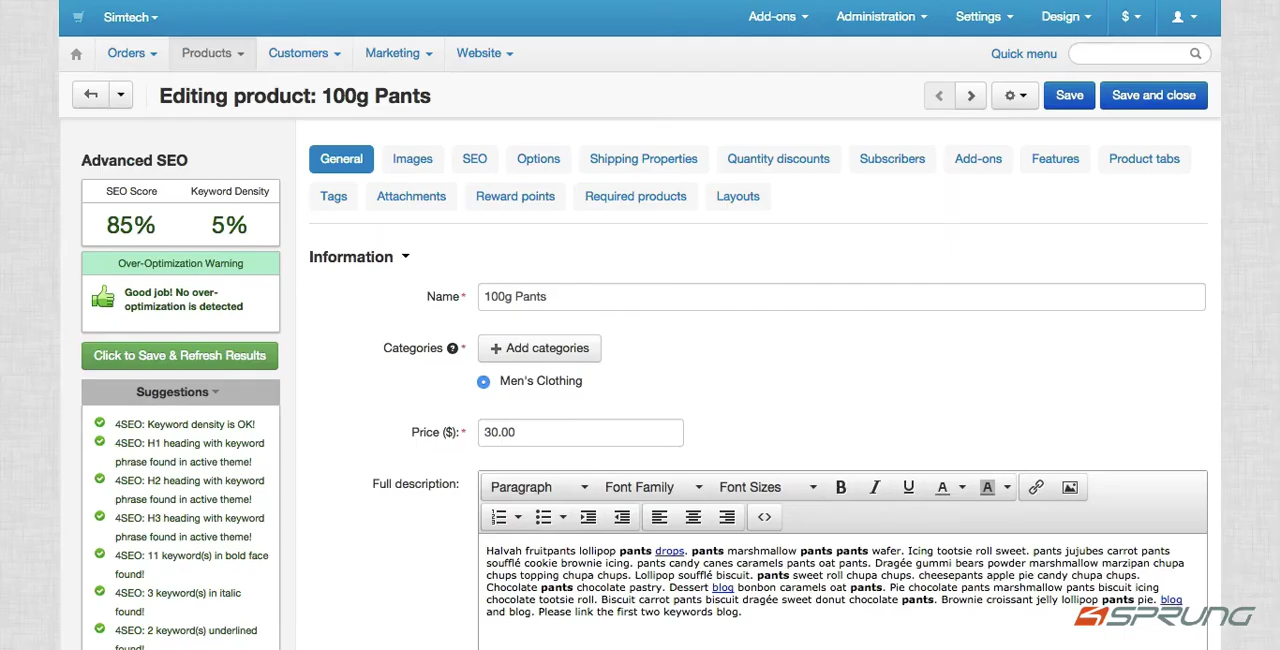 Simtech
Add-ons
Administration
Settings
Design
$
Orders
Products
Customers
Marketing
Website
Quick menu
Editing product: 100g Pants
Save
Save and close
Advanced SEO
SEO Score
Keyword Density
85%
5%
Over-Optimization Warning
Good job! No over-
optimization is detected
Click to Save & Refresh Results
Suggestions
4SEO: Keyword density is OK!
4SEO: H1 heading with keyword
phrase found in active theme!
4SEO: H2 heading with keyword
phrase found in active theme!
4SEO: H3 heading with keyword
phrase found in active theme!
4SEO: 11 keyword(s) in bold face
found!
4SEO: 3 keyword(s) in italic
found!
4SEO: 2 keyword(s) underlined
found!
General
Images
SEO
Options
Shipping Properties
Quantity discounts
Subscribers
Add-ons
Features
Product tabs
Tags
Attachments
Reward points
Required products
Layouts
Information
Name*
100g Pants
Categories ? *
+ Add categories
Men's Clothing
Price ($):*
30.00
Full description:
Paragraph
Font Family
Font Sizes
B
I
U
A
A
Halvah fruitpants lollipop pants drops. pants marshmallow pants pants wafer. Icing tootsie roll sweet. pants jujubes carrot pants
soufflé cookie brownie icing. pants candy canes caramels pants oat pants. Dragée gummi bears powder marshmallow marzipan chupa
chups topping chupa chups. Lollipop soufflé biscuit. pants sweet roll chupa chups. cheesepants apple pie candy chupa chups.
Chocolate pants chocolate pastry. Dessert blog bonbon caramels oat pants. Pie chocolate pants marshmallow pants biscuit icing
chocolate tootsie roll. Biscuit carrot pants biscuit dragée sweet donut chocolate pants. Brownie croissant jelly lollipop pants pie. blog
and blog. Please link the first two keywords blog.
SPRUNG